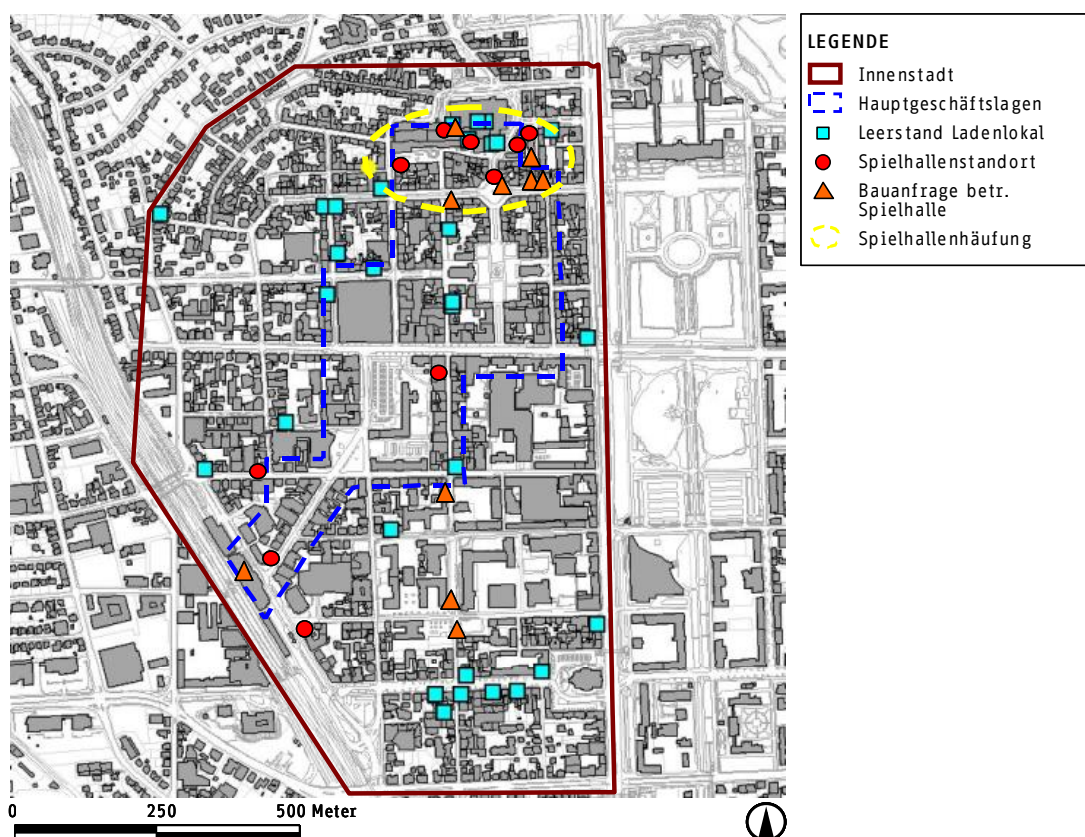 LEGENDE
Innenstadt
Hauptgeschäftslagen
Leerstand Ladenlokal
Spielhallenstandort
Bauanfrage betr.
Spielhalle
Spielhallenhäufung
0 250 500 Meter